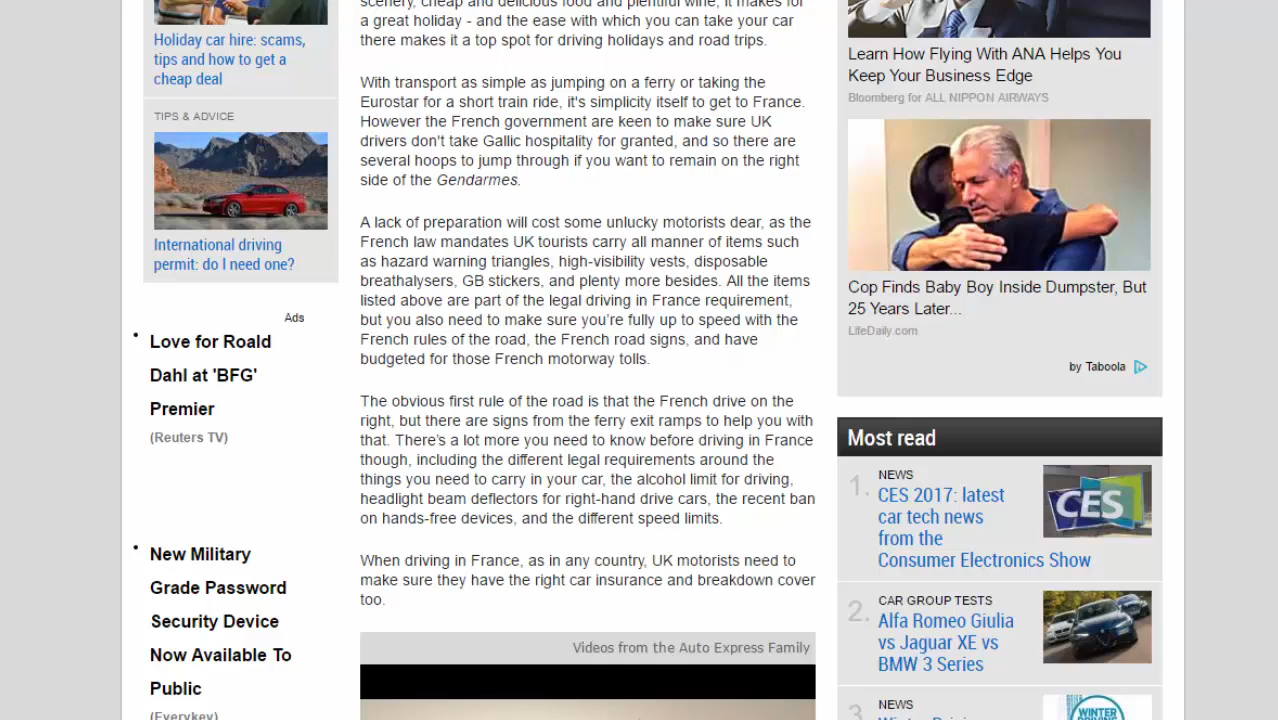 Holiday car hire: scams,
tips and how to get a
cheap deal
TIPS & ADVICE
International driving
permit: do I need one?
Ads
Love for Roald
Dahl at 'BFG'
Premier
(Reuters TV)
New Military
Grade Password
Security Device
Now Available To
Public
(Everykey)
scenery, cheap and delicious food and plentiful wine, it makes for
a great holiday - and the ease with which you can take your car
there makes it a top spot for driving holidays and road trips.
With transport as simple as jumping on a ferry or taking the
Eurostar for a short train ride, it's simplicity itself to get to France.
However the French government are keen to make sure UK
drivers don't take Gallic hospitality for granted, and so there are
several hoops to jump through if you want to remain on the right
side of the Gendarmes.
A lack of preparation will cost some unlucky motorists dear, as the
French law mandates UK tourists carry all manner of items such
as hazard warning triangles, high-visibility vests, disposable
breathalysers, GB stickers, and plenty more besides. All the items
listed above are part of the legal driving in France requirement,
but you also need to make sure you’re fully up to speed with the
French rules of the road, the French road signs, and have
budgeted for those French motorway tolls.
The obvious first rule of the road is that the French drive on the
right, but there are signs from the ferry exit ramps to help you with
that. There’s a lot more you need to know before driving in France
though, including the different legal requirements around the
things you need to carry in your car, the alcohol limit for driving,
headlight beam deflectors for right-hand drive cars, the recent ban
on hands-free devices, and the different speed limits.
When driving in France, as in any country, UK motorists need to
make sure they have the right car insurance and breakdown cover
too.
Videos from the Auto Express Family
Learn How Flying With ANA Helps You
Keep Your Business Edge
Bloomberg for ALL NIPPON AIRWAYS
Cop Finds Baby Boy Inside Dumpster, But
25 Years Later...
LifeDaily.com
by Taboola
Most read
1. NEWS
CES 2017: latest
car tech news
from the
Consumer Electronics Show
CES
2. CAR GROUP TESTS
Alfa Romeo Giulia
vs Jaguar XE vs
BMW 3 Series
3. NEWS
WINTER